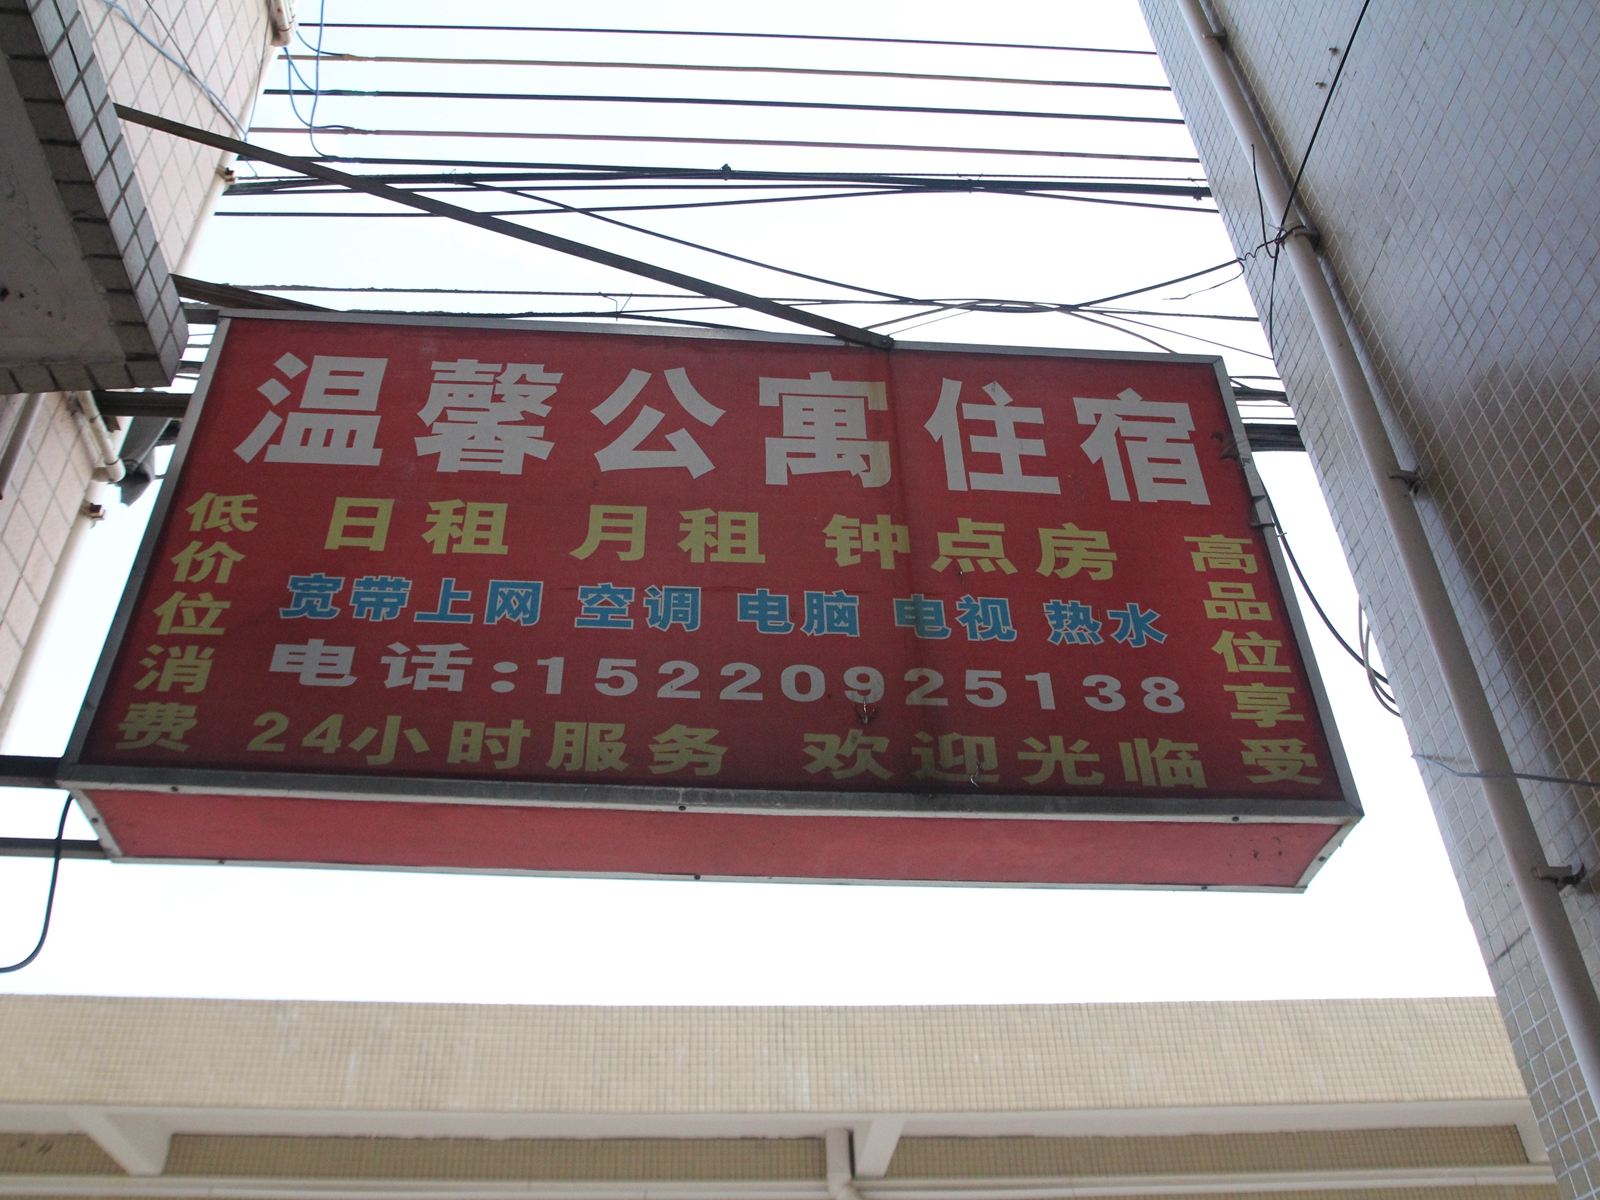 温馨公寓住宿
低价位消费
日租 月租 钟点房
宽带上网 空调 电脑 电视 热水
电话:15220925138
24小时服务 欢迎光临
高品位享受